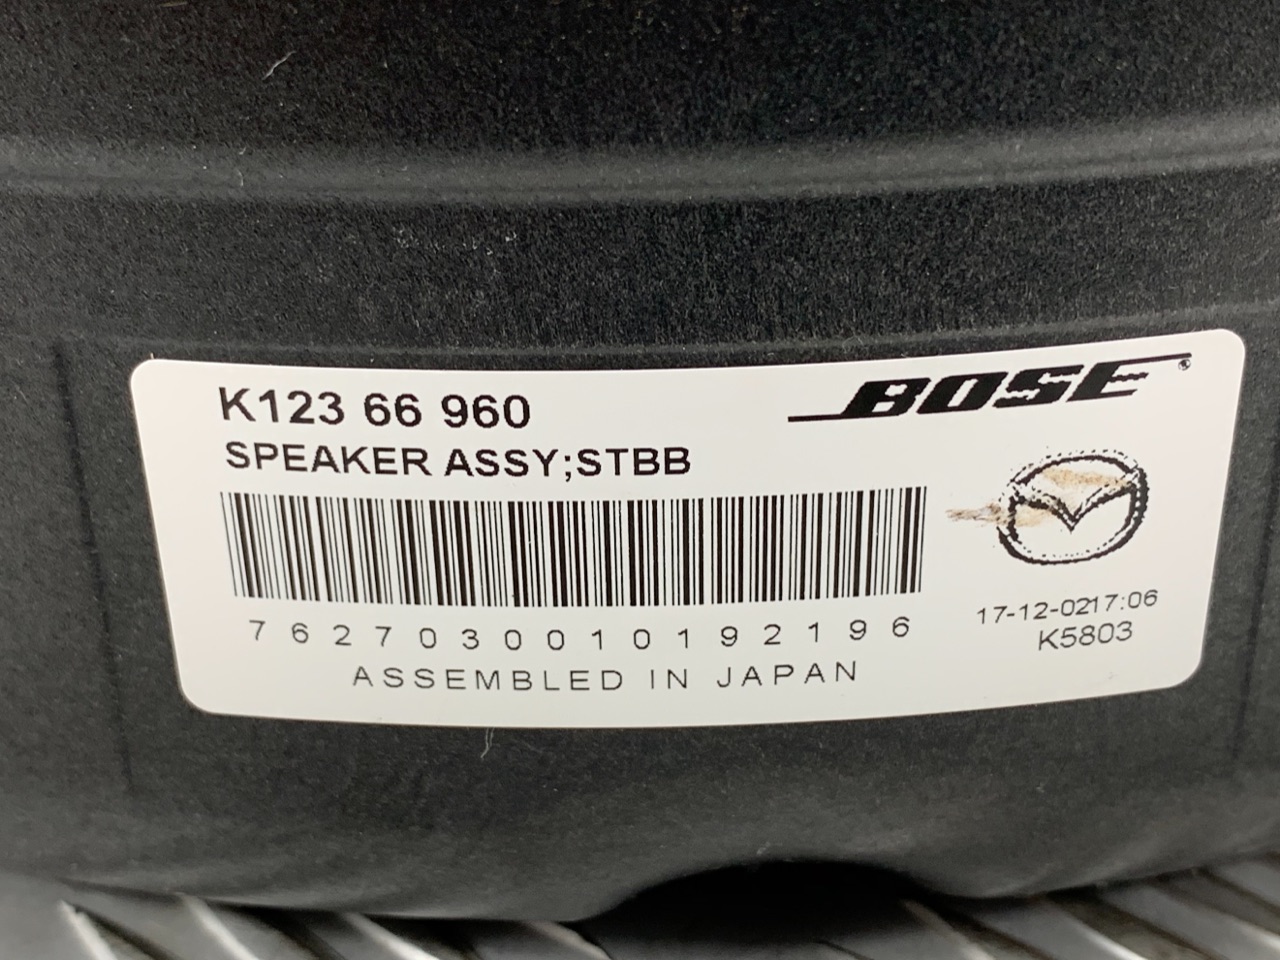 K123 66 960
BOSE
SPEAKER ASSY;STBB
7627030010192196
17-12-0217:06
K5803
ASSEMBLED IN JAPAN